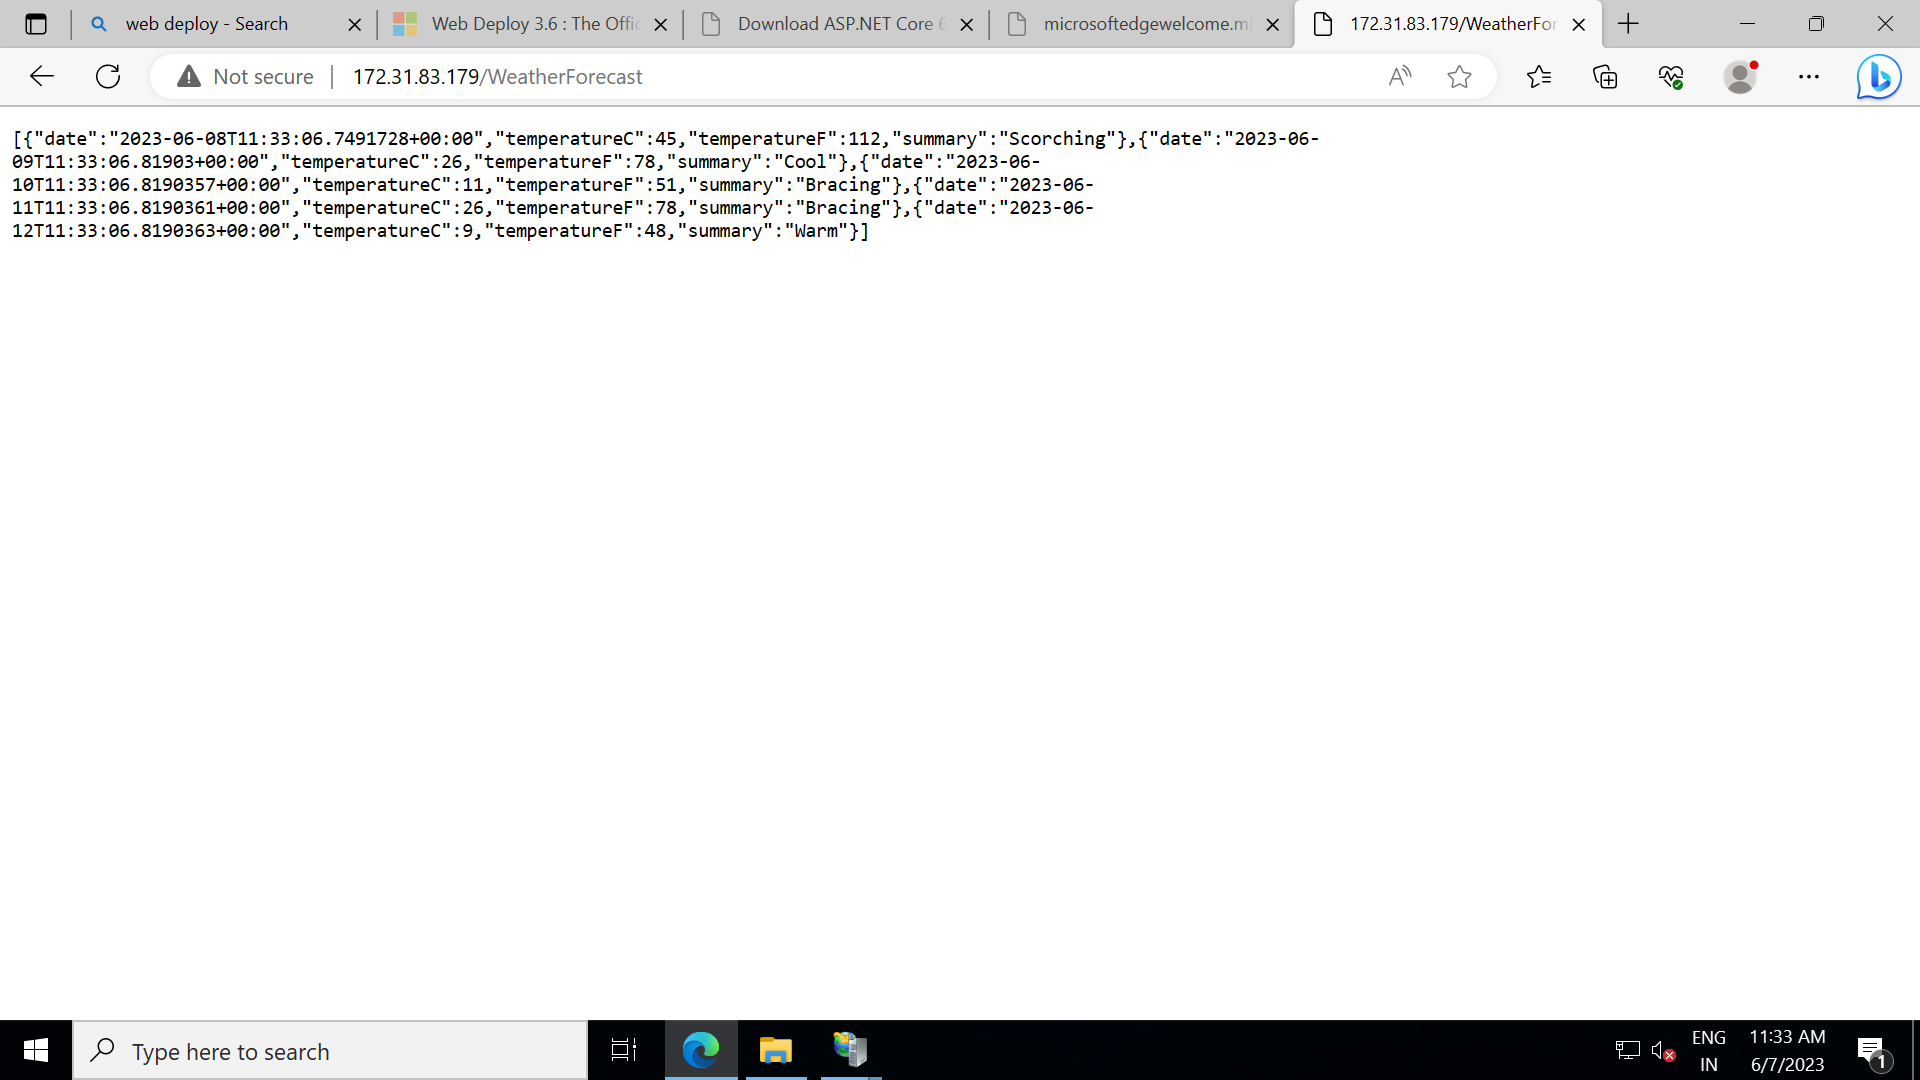 web deploy - Search
Web Deploy 3.6 : The Offic
Download ASP.NET Core 6
microsoftedgewelcome.mi
172.31.83.179/WeatherFor
Not secure
172.31.83.179/WeatherForecast
[{"date":"2023-06-08T11:33:06.7491728+00:00","temperatureC":45,"temperatureF":112,"summary":"Scorching"},{"date":"2023-06-
09T11:33:06.81903+00:00","temperatureC":26,"temperatureF":78,"summary":"Cool"},{"date":"2023-06-
10T11:33:06.8190357+00:00","temperatureC":11,"temperatureF":51,"summary":"Bracing"},{"date":"2023-06-
11T11:33:06.8190361+00:00","temperatureC":26,"temperatureF":78,"summary":"Bracing"},{"date":"2023-06-
12T11:33:06.8190363+00:00","temperatureC":9,"temperatureF":48,"summary":"Warm"}]
Type here to search
ENG
IN
11:33 AM
6/7/2023
1